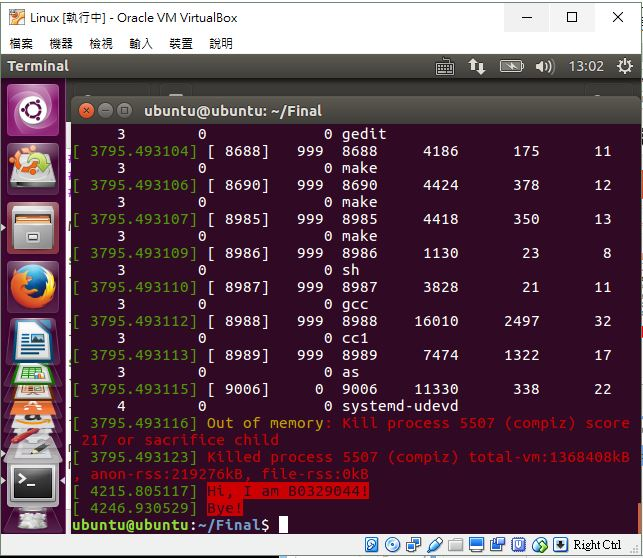 Linux [執行中] - Oracle VM VirtualBox
檔案 機器 檢視 輸入 裝置 說明
Terminal 13:02
ubuntu@ubuntu: ~/Final
3 0 0 gedit
[ 3795.493104] [ 8688] 999 8688 4186 175 11
3 0 0 make
[ 3795.493106] [ 8690] 999 8690 4424 378 12
3 0 0 make
[ 3795.493107] [ 8985] 999 8985 4418 350 13
3 0 0 make
[ 3795.493109] [ 8986] 999 8986 1130 23 8
3 0 0 sh
[ 3795.493110] [ 8987] 999 8987 3828 21 11
3 0 0 gcc
[ 3795.493112] [ 8988] 999 8988 16010 2497 32
3 0 0 cc1
[ 3795.493113] [ 8989] 999 8989 7474 1322 17
3 0 0 as
[ 3795.493115] [ 9006] 0 9006 11330 338 22
4 0 0 systemd-udevd
[ 3795.493116] Out of memory: Kill process 5507 (compiz) score
217 or sacrifice child
[ 3795.493123] Killed process 5507 (compiz) total-vm:1368408kB
, anon-rss:219276kB, file-rss:0kB
[ 4215.805117] Hi, I am B0329044!
[ 4246.930529] Bye!
ubuntu@ubuntu:~/Final$
Right Ctrl